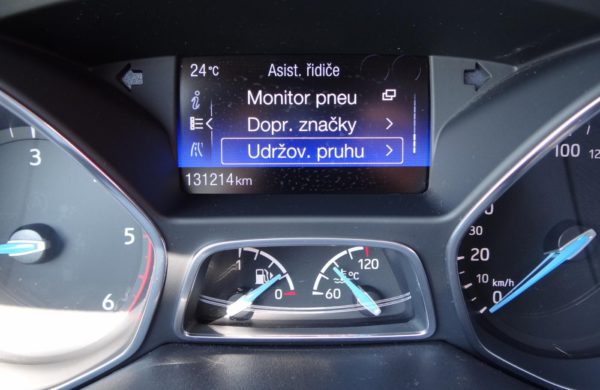 24°C Asist. řidiče
Monitor pneu
Dopr. značky
Udržov. pruhu
131214km
3
5
6
1
0
120
60 °C
100
20
10 km/h
0